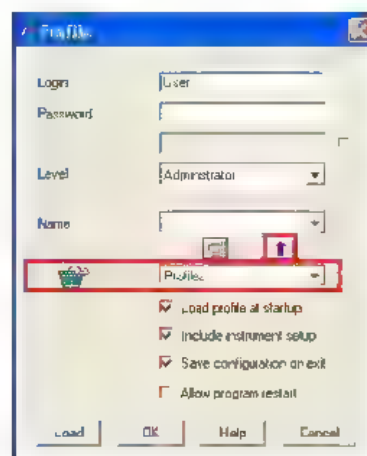 Profiles
Login
User
Password
Level
Administrator
Name
Profiles
Load profile at startup
Include instrument setup
Save configuration on exit
Allow program restart
Load OK Help Cancel